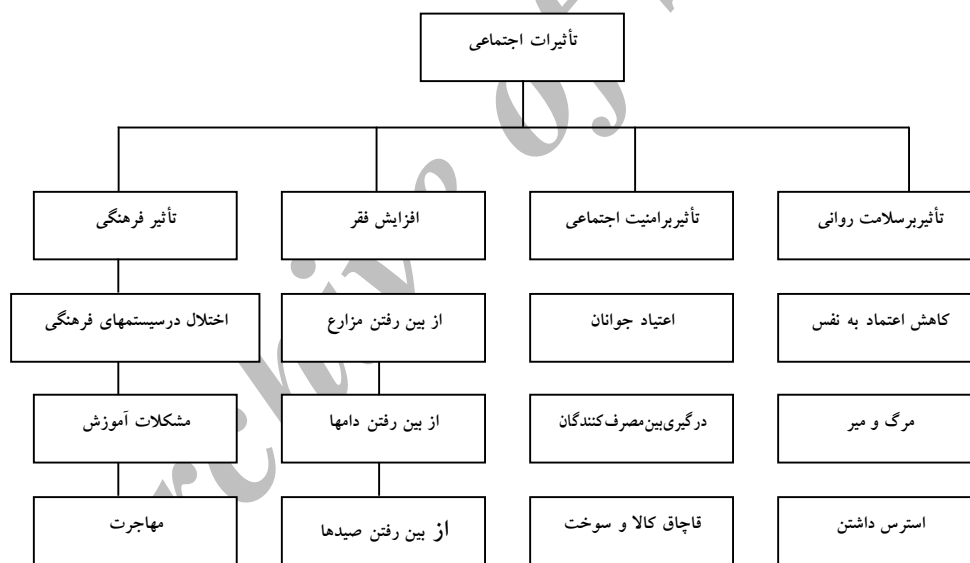 تأثیرات اجتماعی
تأثیربرسلامت روانی
تأثیربرامنیت اجتماعی
افزایش فقر
تأثیر فرهنگی
کاهش اعتماد به نفس
اعتیاد جوانان
از بین رفتن مزارع
اختلال درسیستمهای فرهنگی
مرگ و میر
درگیری‌بین‌مصرف‌کنندگان
از بین رفتن دامها
مشکلات آموزش
استرس داشتن
قاچاق کالا و سوخت
از بین رفتن صیدها
مهاجرت
rchive of